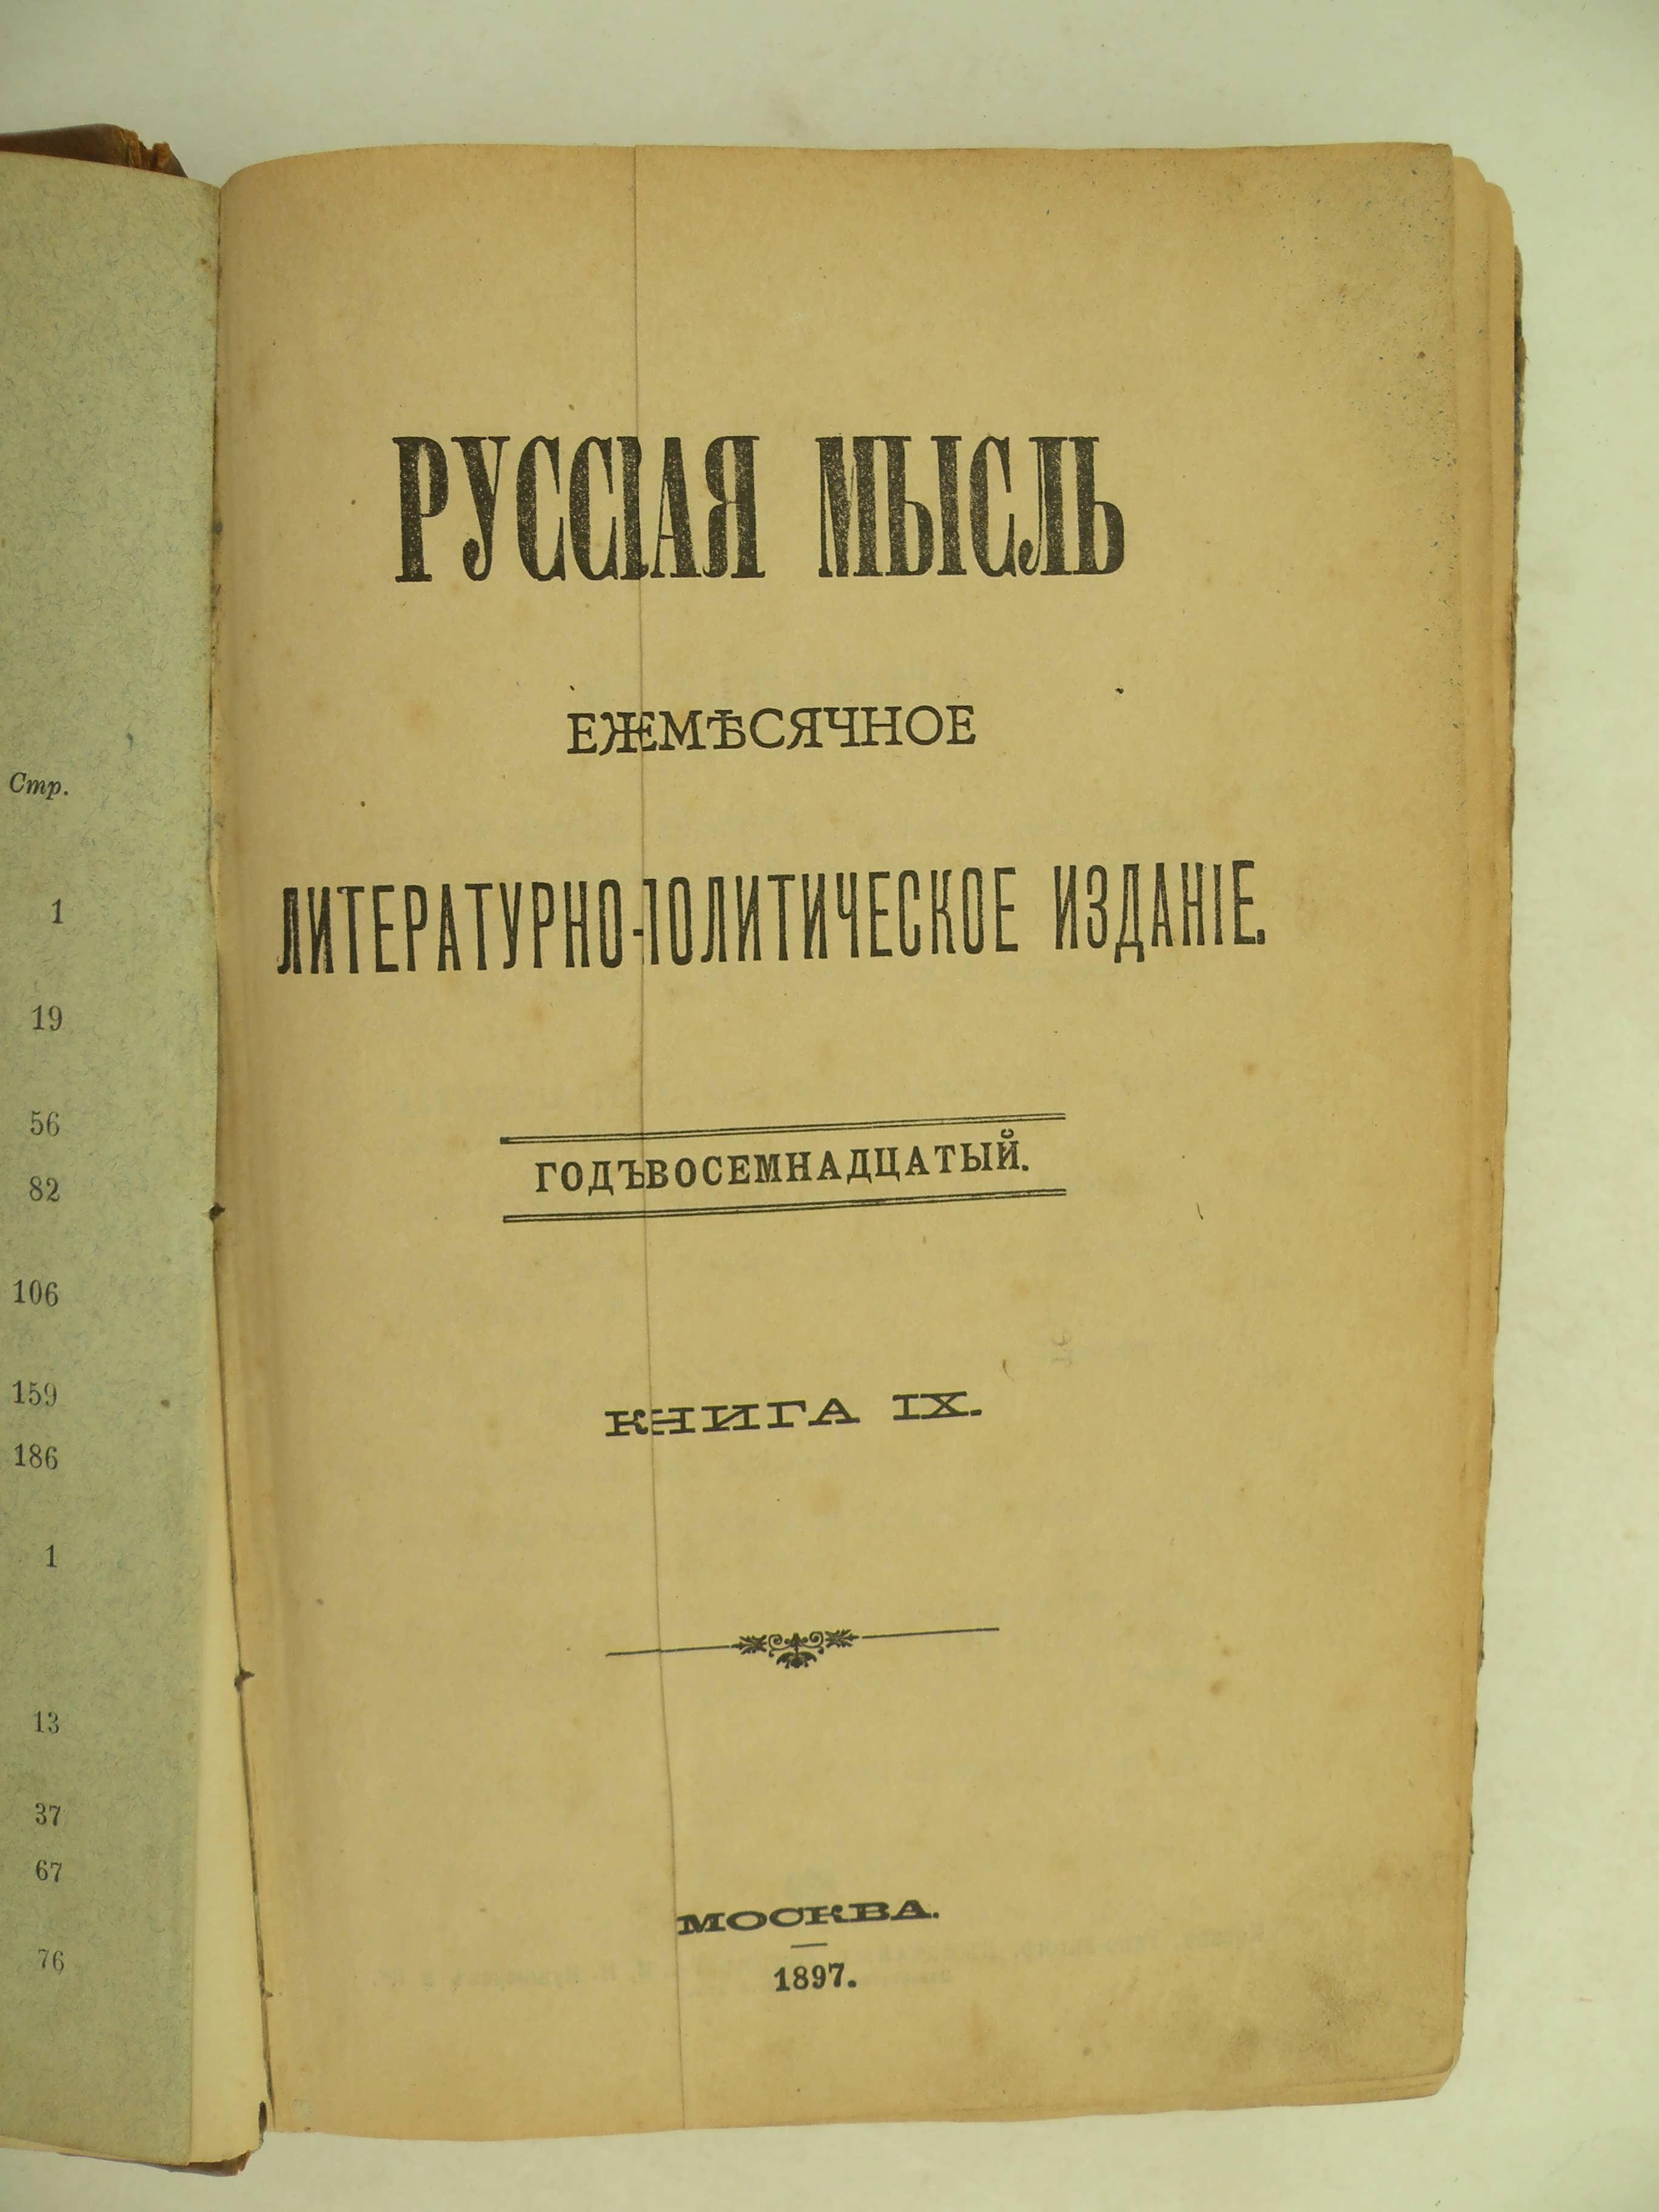 Стр.
1
19
56
82
106
159
186
1
13
37
67
76
РУССКАЯ МЫСЛЬ
ЕЖЕМѢСЯЧНОЕ
ЛИТЕРАТУРНО-ПОЛИТИЧЕСКОЕ ИЗДАНІЕ.
ГОДЪ ВОСЕМНАДЦАТЫЙ.
КНИГА IX.
МОСКВА.
1897.